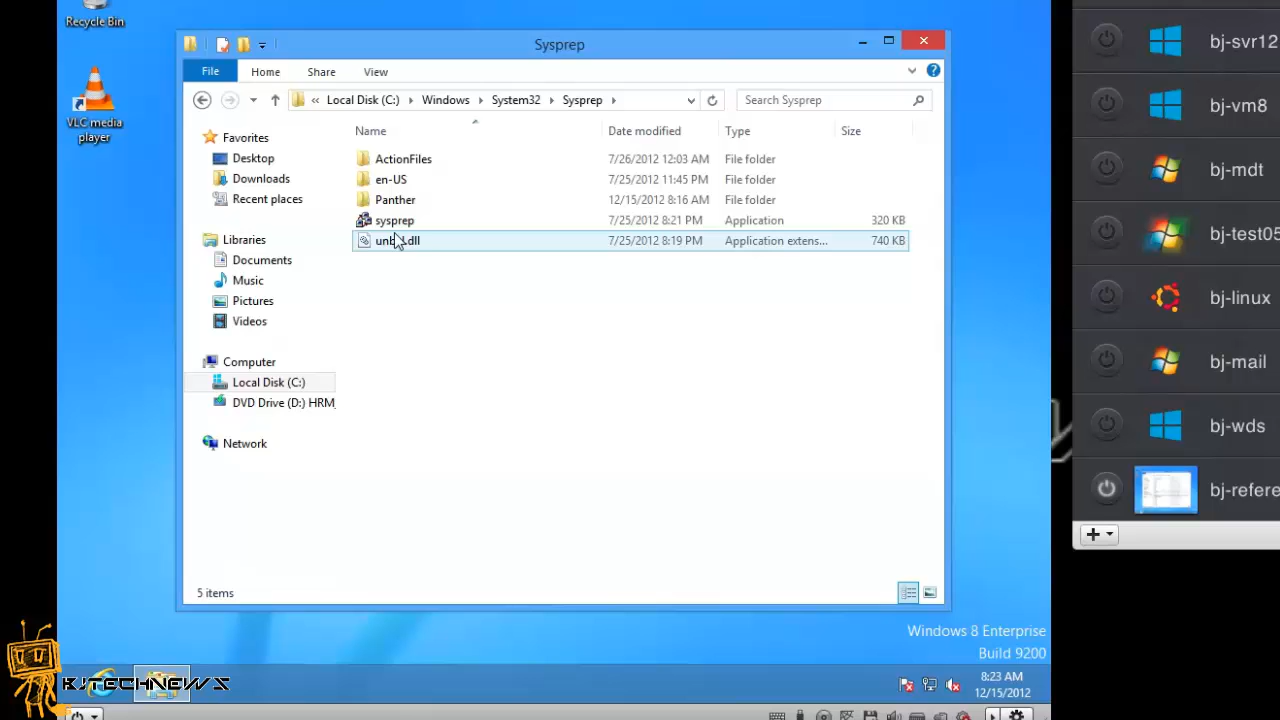 Recycle Bin
VLC media
player
Sysprep
File Home Share View
« Local Disk (C:) Windows System32 Sysprep
Search Sysprep
Name Date modified Type Size
Favorites
Desktop
Downloads
Recent places
Libraries
Documents
Music
Pictures
Videos
Computer
Local Disk (C:)
DVD Drive (D:) HRM
Network
ActionFiles 7/26/2012 12:03 AM File folder
en-US 7/25/2012 11:45 PM File folder
Panther 12/15/2012 8:16 AM File folder
sysprep 7/25/2012 8:21 PM Application 320 KB
7/25/2012 8:19 PM Application extens... 740 KB
5 items
Windows 8 Enterprise
Build 9200
8:23 AM
12/15/2012
BJTECHNEWS
bj-svr12
bj-vm8
bj-mdt
bj-test05
bj-linux
bj-mail
bj-wds
bj-refere